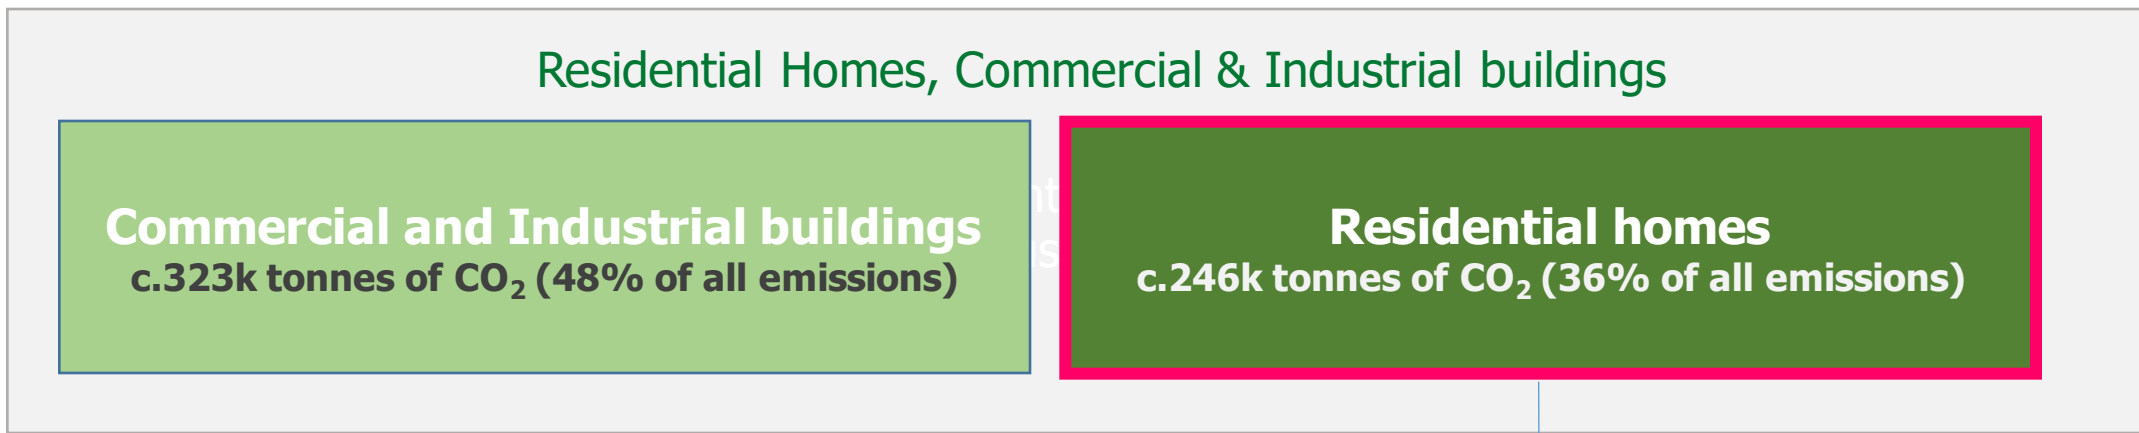 Residential Homes, Commercial & Industrial buildings
Commercial and Industrial buildings
c.323k tonnes of CO₂ (48% of all emissions)
Residential homes
c.246k tonnes of CO₂ (36% of all emissions)